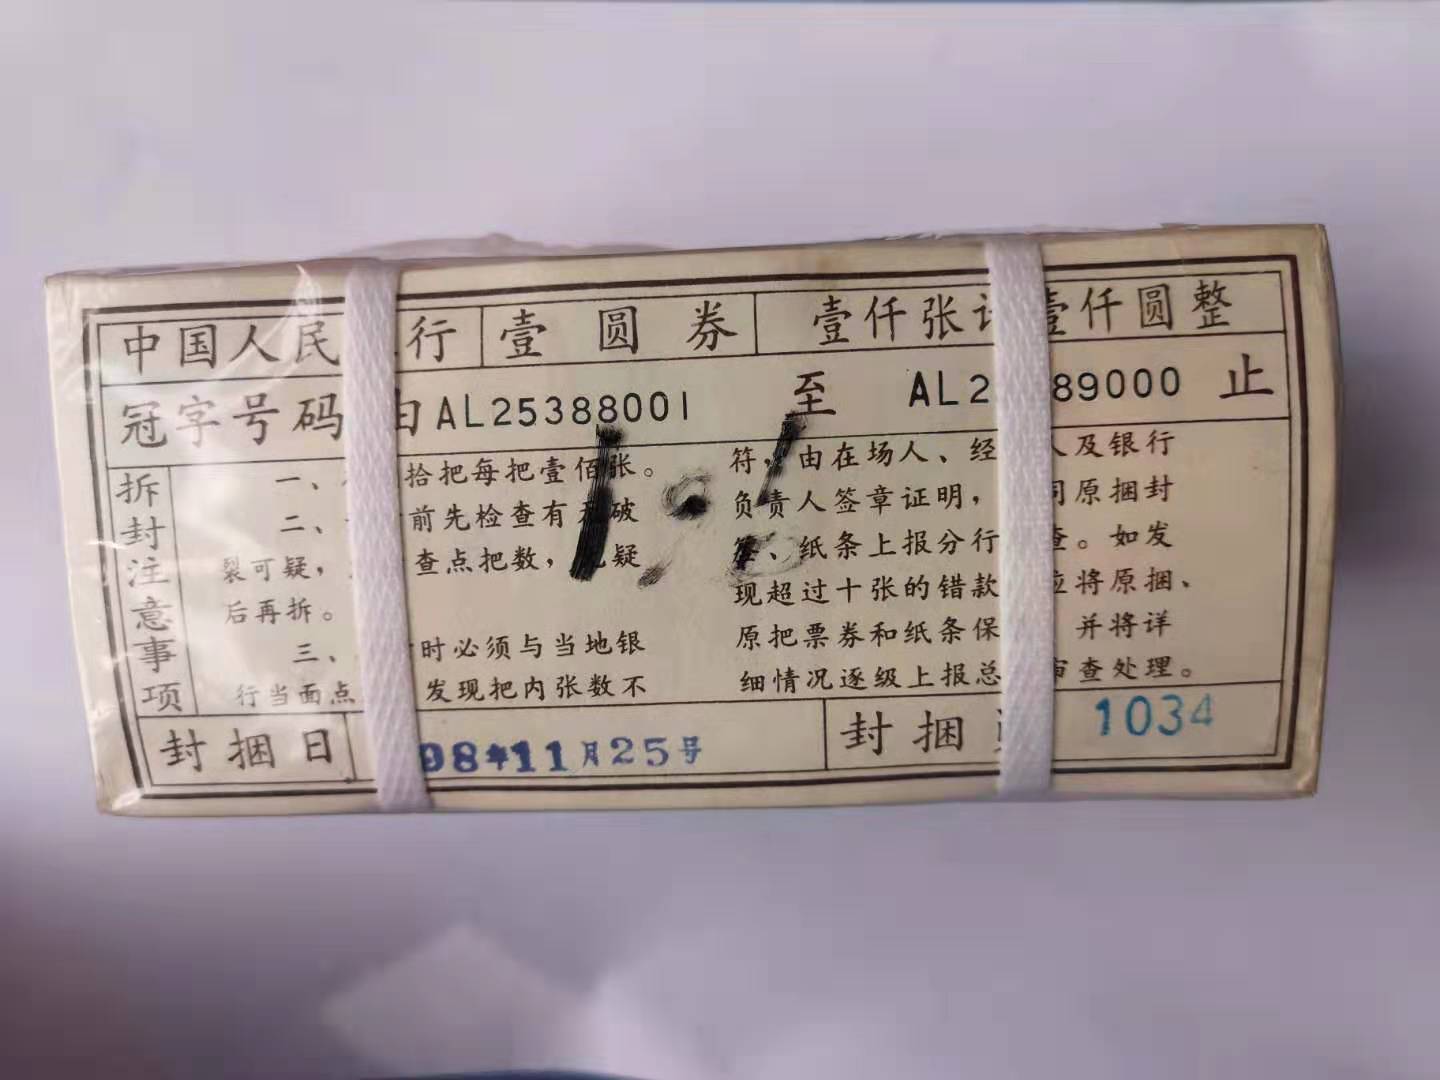 中国人民 行 壹圆券 壹仟张计壹仟圆整
冠字号码 由AL25388001 至 AL2 89000 止
拆封注意事项
一、 拾把每把壹佰张。
二、 前先检查有 破
裂可疑, 查点把数, 疑
后再拆。
三、 时必须与当地银
行当面点 发现把内张数不
符,由在场人、经 人及银行
负责人签章证明, 同原捆封
签、纸条上报分行 查。如发
现超过十张的错款 应将原捆、
原把票券和纸条保 并将详
细情况逐级上报总 审查处理。
封捆日 98年11月25号 封捆 1034